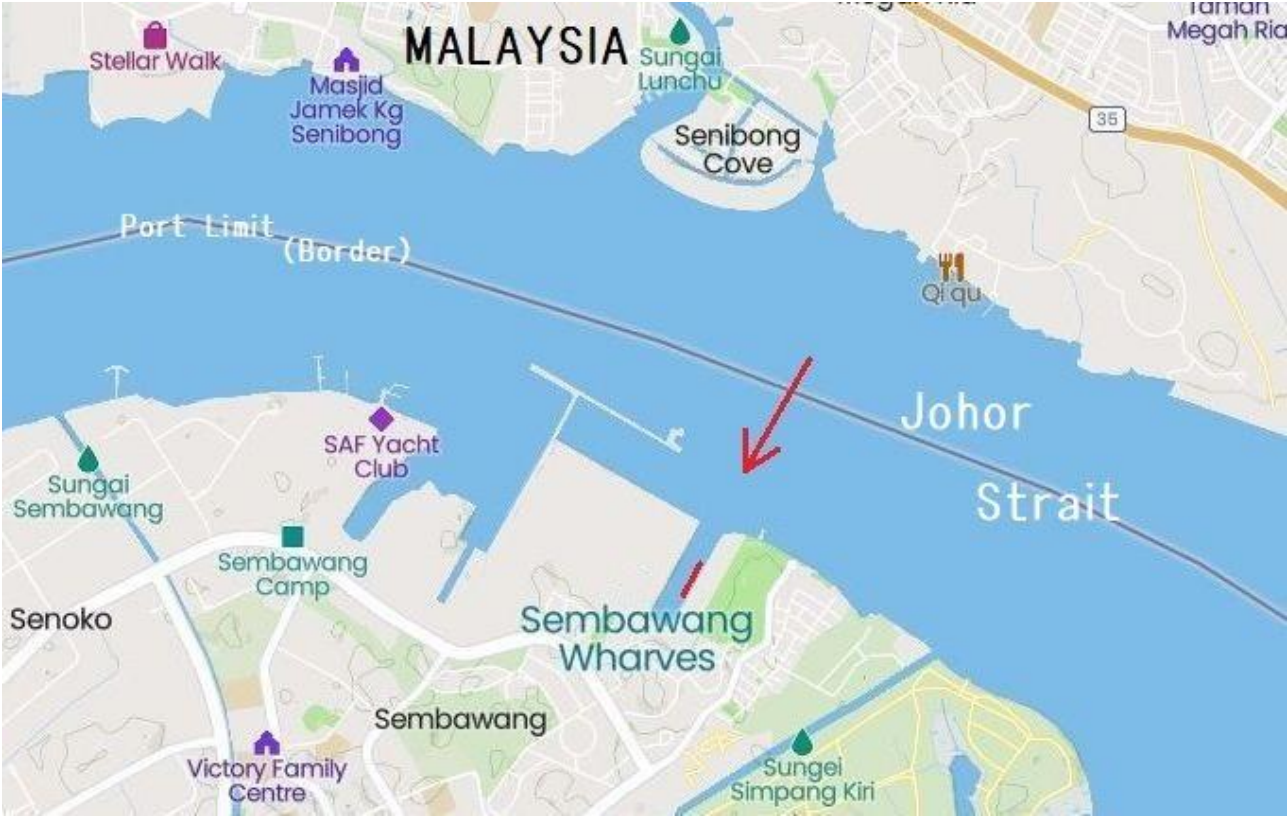 Megah Ria
Taman
Megah Ria
Stellar Walk
MALAYSIA
Sungai
Lunchu
Masjid
Jamek Kg
Senibong
35
Senibong
Cove
Port Limit
(Border)
Qi qu
Johor
Strait
SAF Yacht
Club
Sungai
Sembawang
Sembawang
Camp
Senoko
Sembawang
Wharves
Sembawang
Victory Family
Centre
Sungei
Simpang Kiri